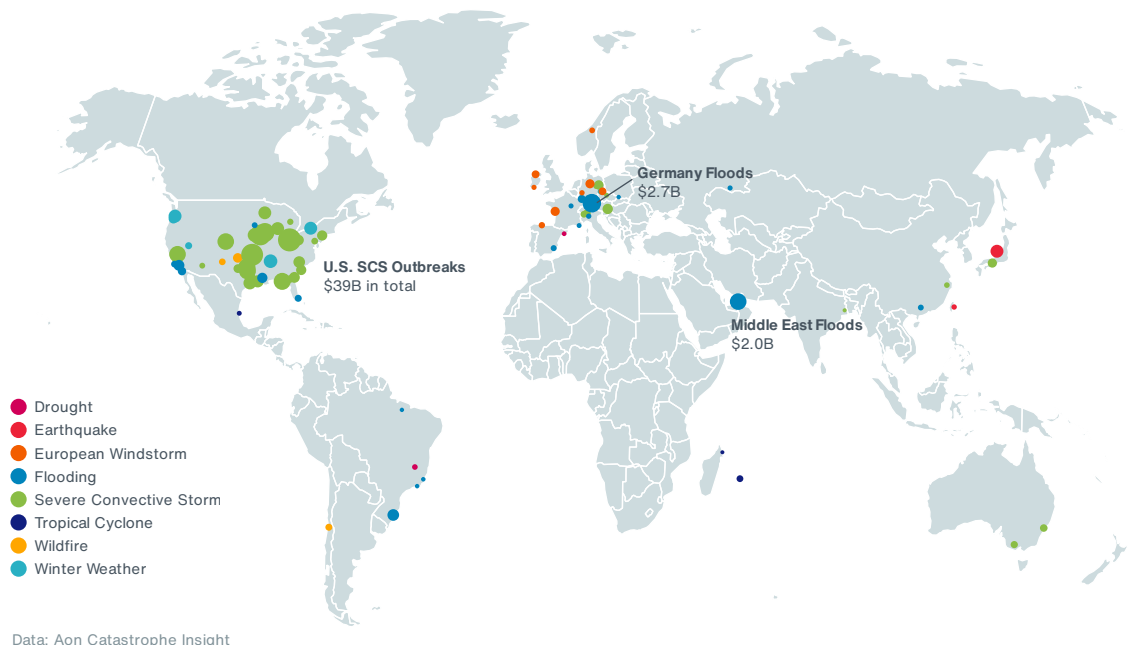 Germany Floods
$2.7B
U.S. SCS Outbreaks
$39B in total
Middle East Floods
$2.0B
Drought
Earthquake
European Windstorm
Flooding
Severe Convective Storm
Tropical Cyclone
Wildfire
Winter Weather
Data: Aon Catastrophe Insight